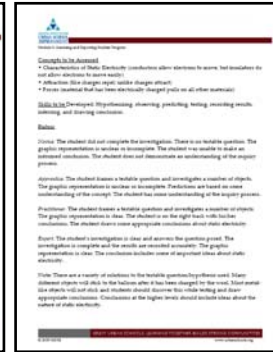 Concepts to be Assessed
• Characteristics of Static Electricity (conductors allow electrons to move, but insulators do
not allow electrons to move easily)
• Attraction (like charges repel; unlike charges attract)
• Forces (material that has been electrically charged pulls on all other materials)
Skills to be Developed: Hypothesizing, observing, predicting, testing, recording results,
inferring, and drawing conclusions
Rubric
Novice: The student did not complete the investigation. There is no testable question. The
graphic representation is unclear or incomplete. The student was unable to make an
informed conclusion. The student does not demonstrate an understanding of the inquiry
process.
Apprentice: The student frames a testable question and investigates a number of objects.
The graphic representation is unclear or incomplete. Predictions are based on some
understanding of the concept. The student has some understanding of the inquiry process.
Practitioner: The student frames a testable question and investigates a number of objects.
The graphic representation is clear. The student is on the right track with his/her
conclusions. The student draws some appropriate conclusions about static electricity.
Expert: The student's investigation is clear and answers the question posed. The
investigation is complete and the results are recorded accurately. The graphic
representation is clear. The conclusion includes some of important ideas about static
electricity.
Note: There are a variety of solutions to the testable question/hypothesis used. Many
different objects will stick to the balloon after it has been charged by the wool. Most metal-
like objects will not stick and students should discover this while testing and draw
appropriate conclusions. Conclusions at the higher levels should include ideas about the
nature of static electricity.